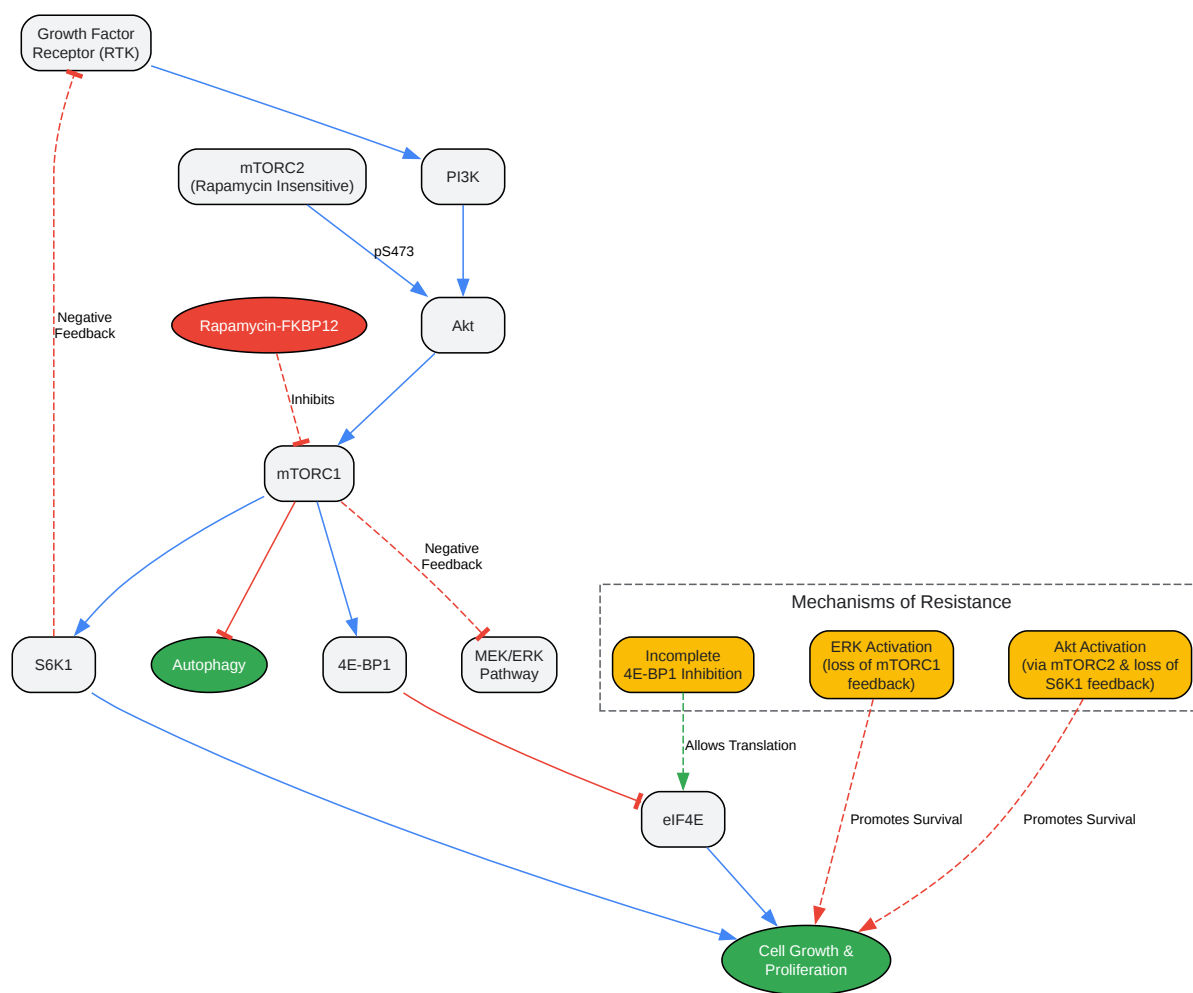 Growth Factor
Receptor (RTK)
mTORC2
(Rapamycin Insensitive)
PI3K
pS473
Negative
Feedback
Rapamycin-FKBP12
Akt
Inhibits
mTORC1
Negative
Feedback
Mechanisms of Resistance
S6K1
Autophagy
4E-BP1
MEK/ERK
Pathway
Incomplete
4E-BP1 Inhibition
ERK Activation
(loss of mTORC1
feedback)
Akt Activation
(via mTORC2 & loss of
S6K1 feedback)
Allows Translation
eIF4E
Promotes Survival
Promotes Survival
Cell Growth &
Proliferation